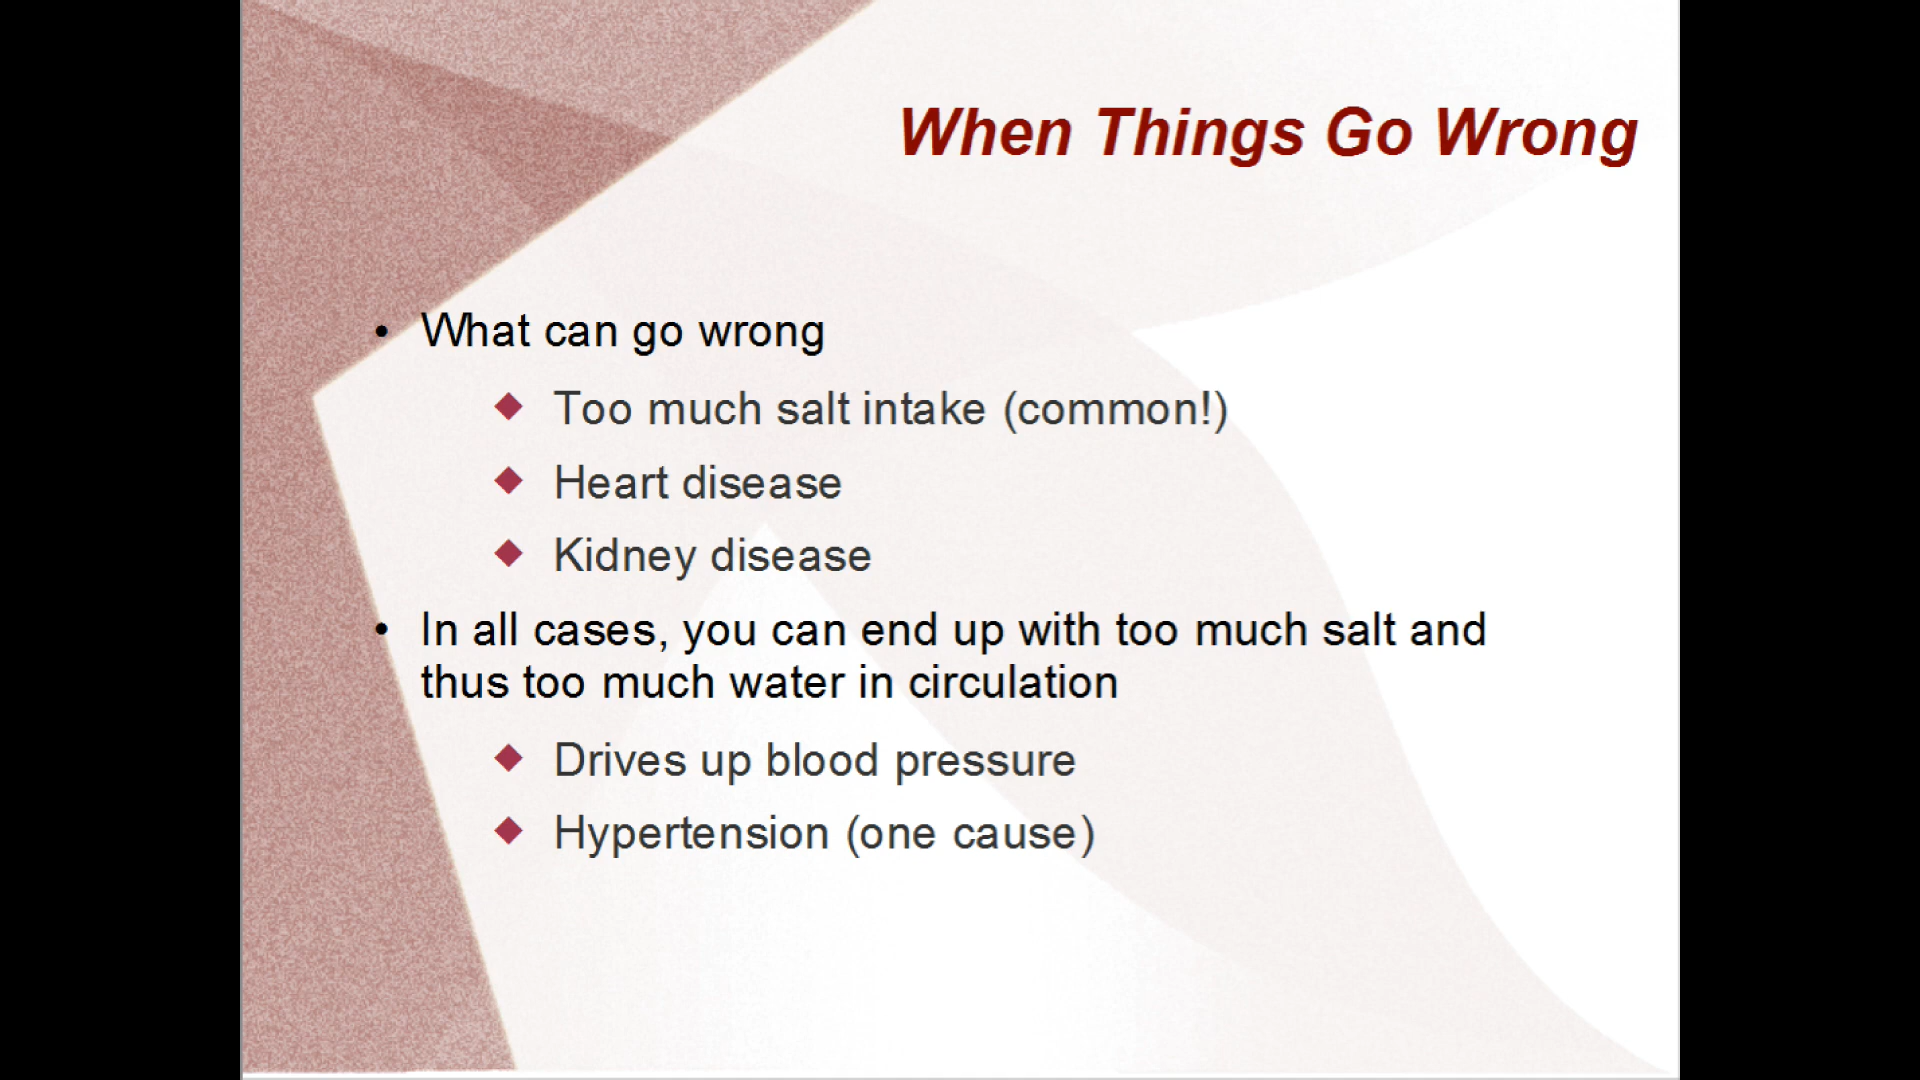 When Things Go Wrong
• What can go wrong
◆ Too much salt intake (common!)
◆ Heart disease
◆ Kidney disease
• In all cases, you can end up with too much salt and
thus too much water in circulation
◆ Drives up blood pressure
◆ Hypertension (one cause)